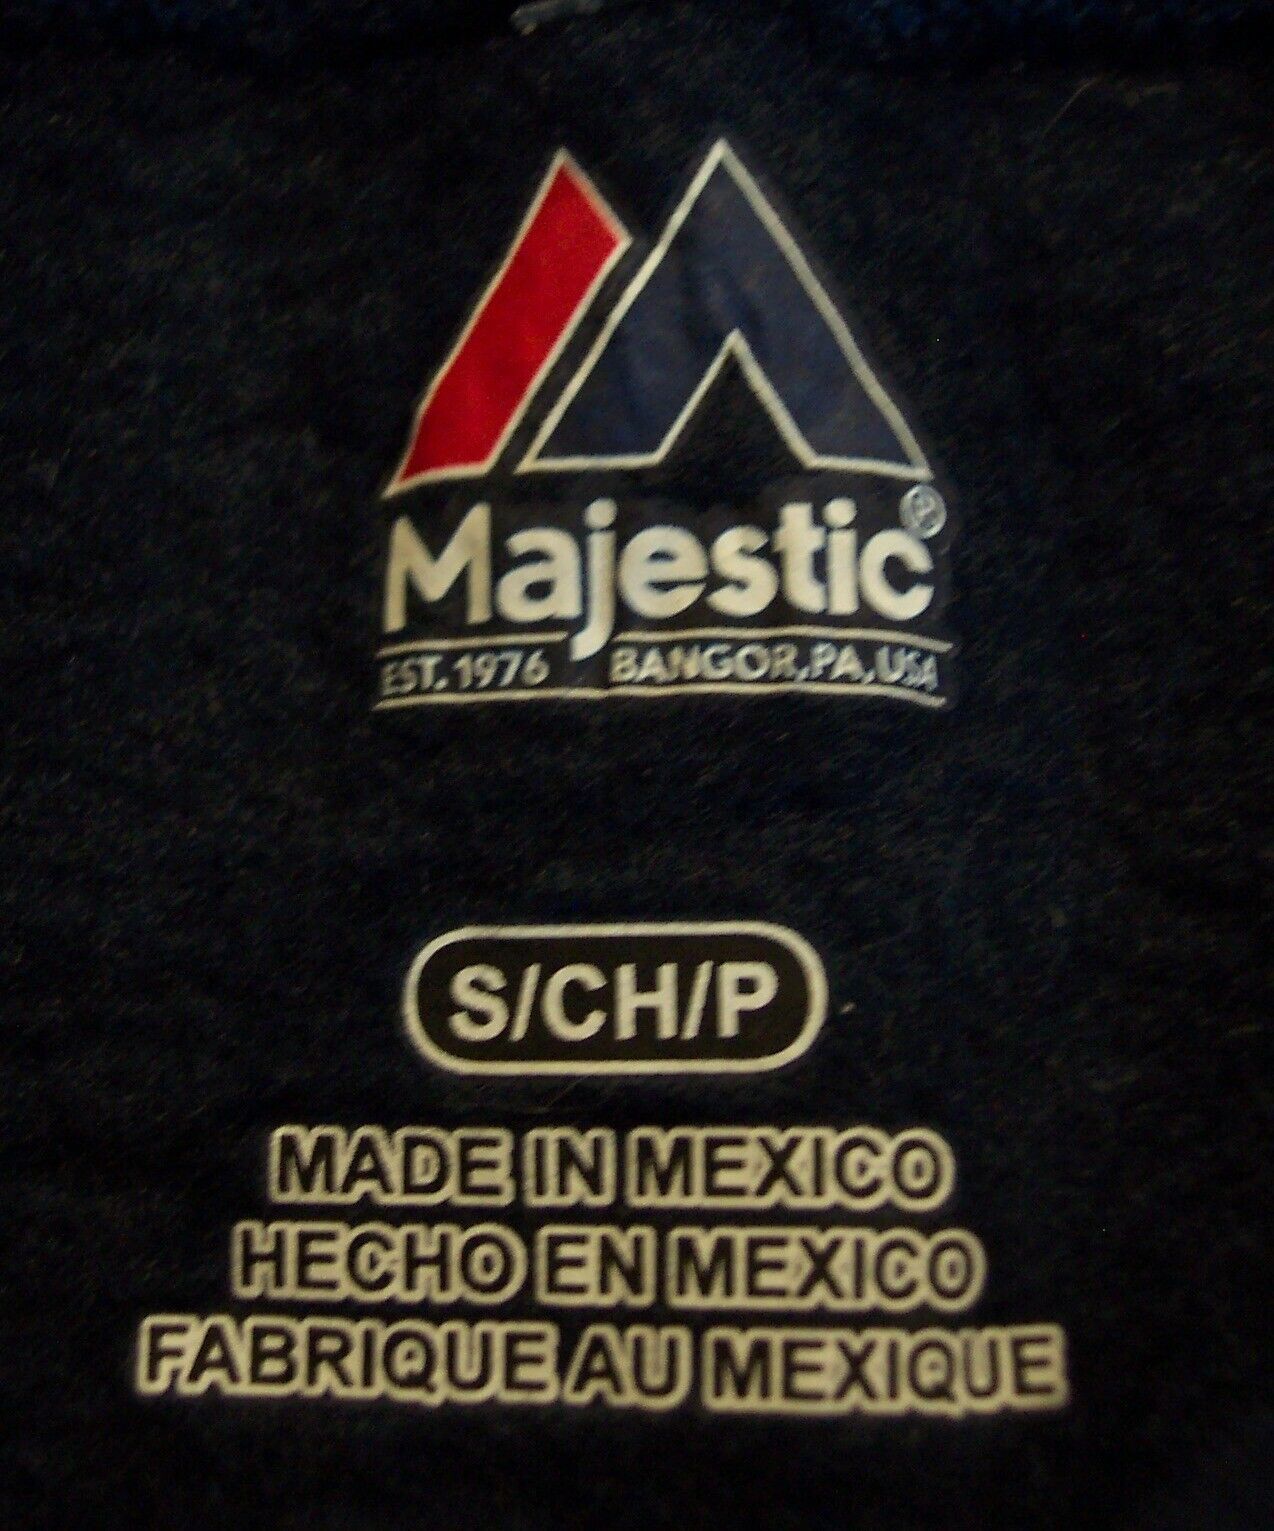 Majestic®
EST. 1976 BANGOR, PA, USA
S/CH/P
MADE IN MEXICO
HECHO EN MEXICO
FABRIQUE AU MEXIQUE